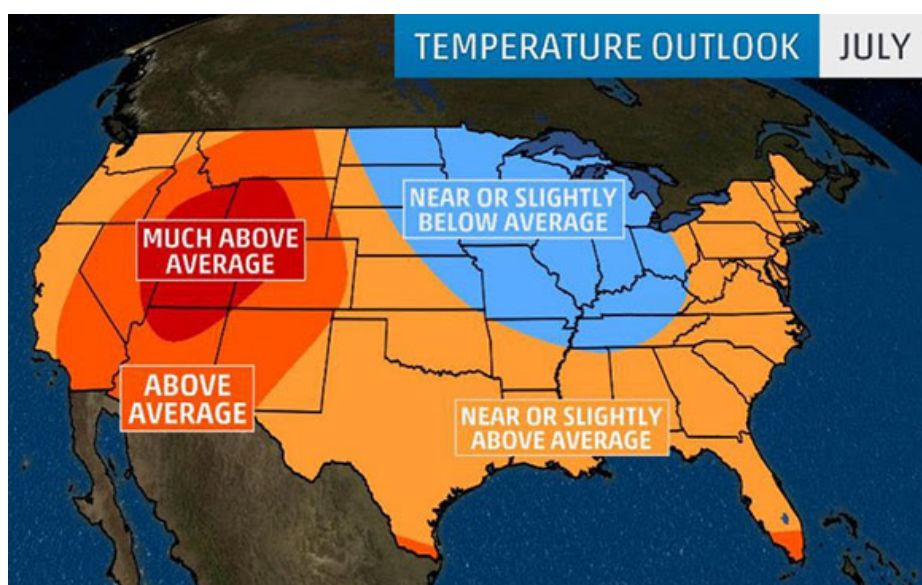 TEMPERATURE OUTLOOK
JULY
NEAR OR SLIGHTLY
BELOW AVERAGE
MUCH ABOVE
AVERAGE
ABOVE
AVERAGE
NEAR OR SLIGHTLY
ABOVE AVERAGE